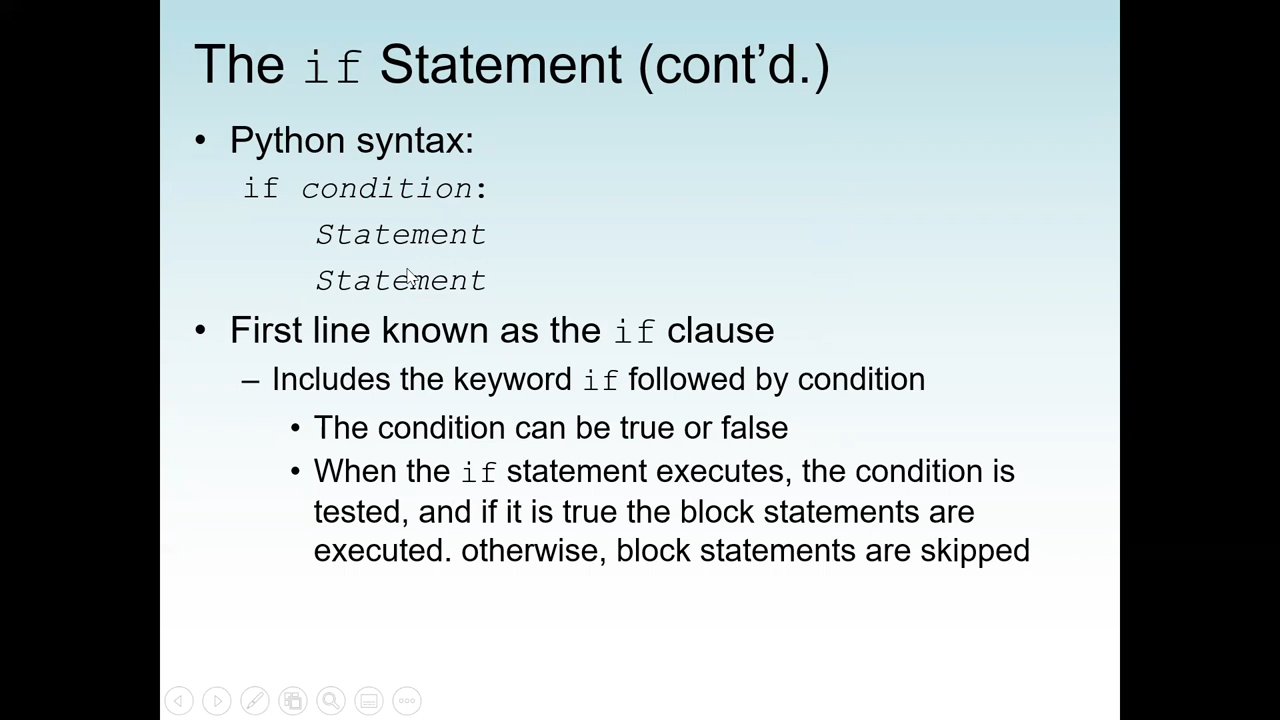 The if Statement (cont’d.)
• Python syntax:
if condition:
Statement
Statement
• First line known as the if clause
– Includes the keyword if followed by condition
• The condition can be true or false
• When the if statement executes, the condition is
tested, and if it is true the block statements are
executed. otherwise, block statements are skipped